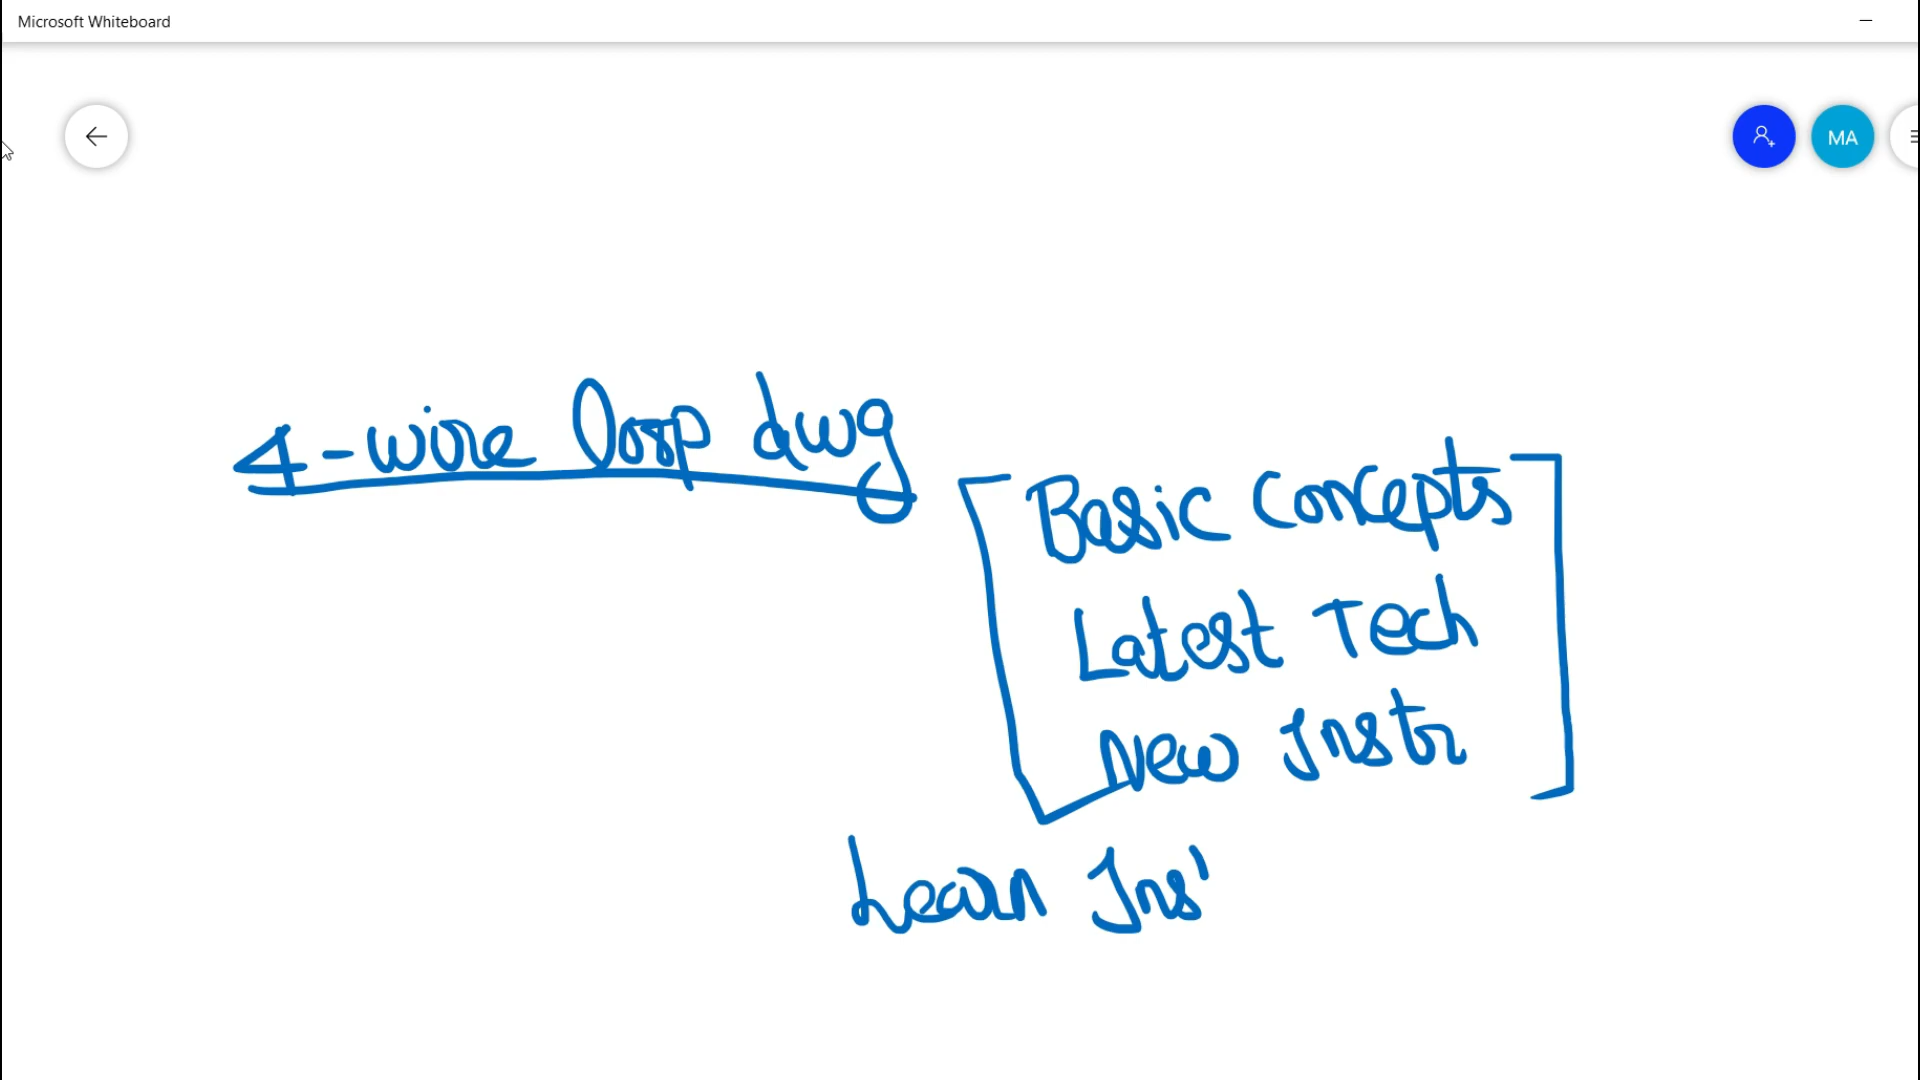 Microsoft Whiteboard
MA
4-wire loop dwg
Basic Concepts
Latest Tech
New Instr
Learn Ins'